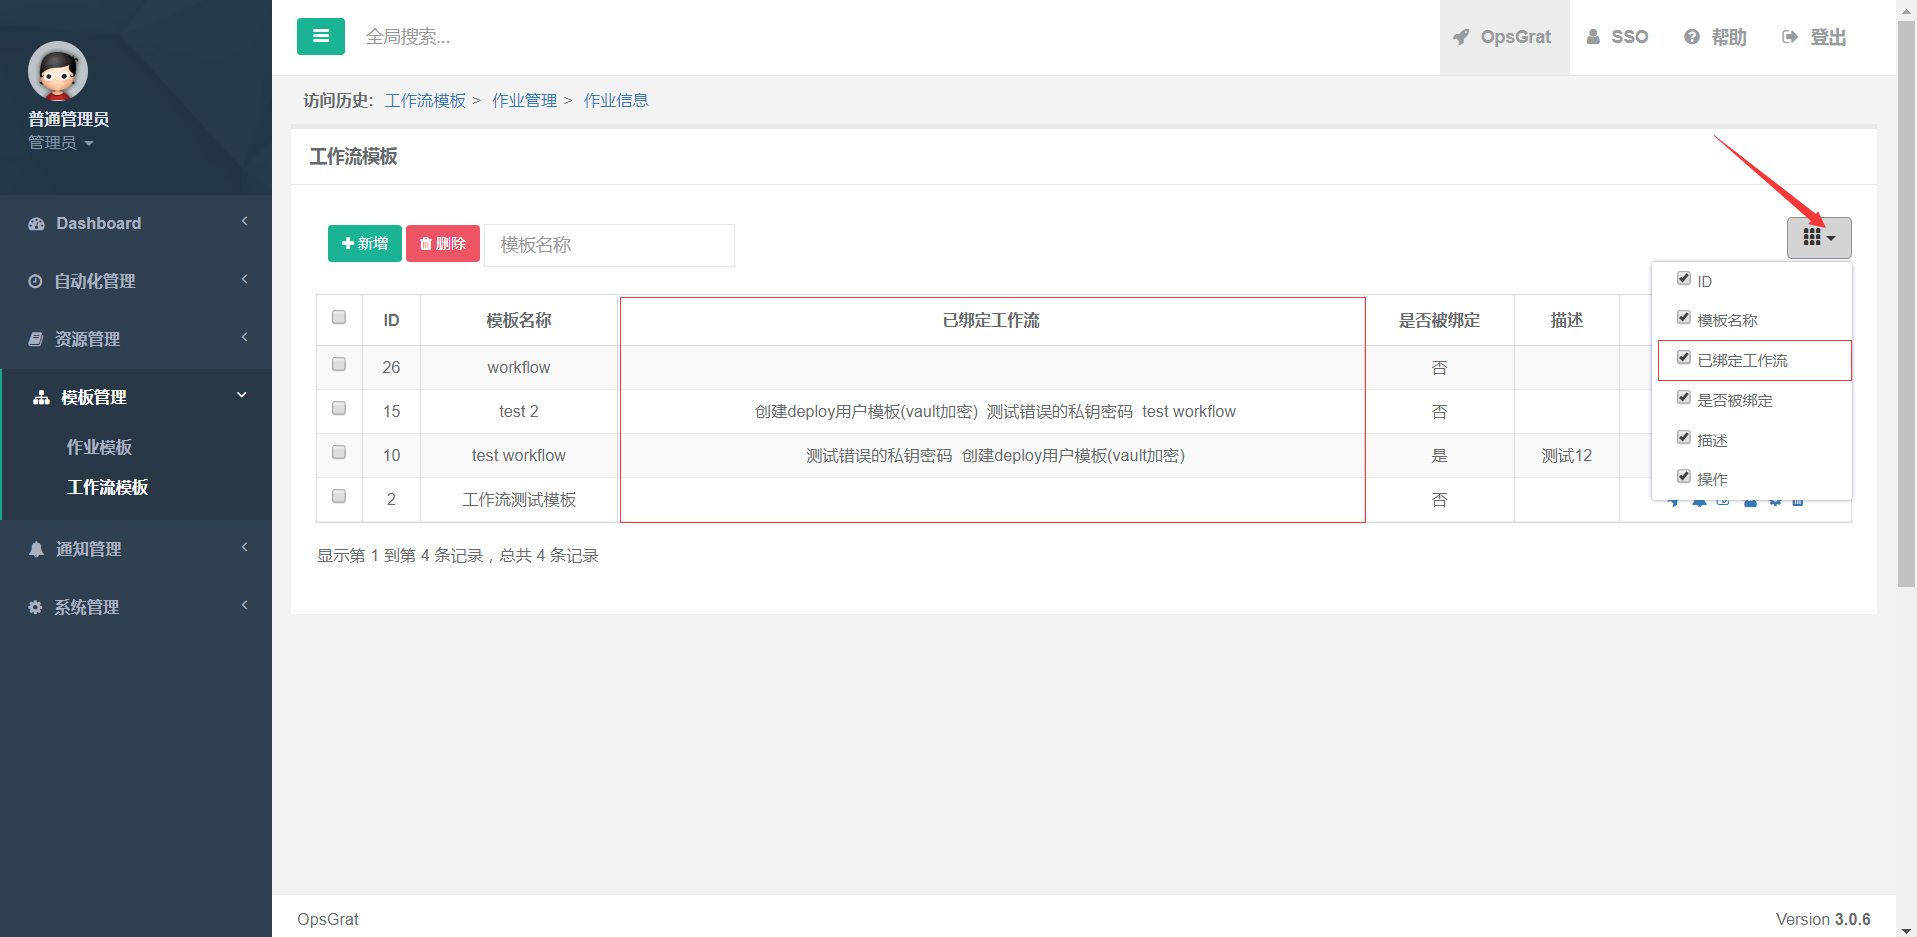 全局搜索...
OpsGrat
SSO
帮助
登出
普通管理员
管理员
Dashboard
自动化管理
资源管理
模板管理
作业模板
工作流模板
通知管理
系统管理
访问历史: 工作流模板 > 作业管理 > 作业信息
工作流模板
新增 删除 模板名称
ID 模板名称 已绑定工作流 是否被绑定 描述
26 workflow 否
15 test 2 创建deploy用户模板(vault加密) 测试错误的私钥密码 test workflow 否
10 test workflow 测试错误的私钥密码 创建deploy用户模板(vault加密) 是 测试12
2 工作流测试模板 否
ID
模板名称
已绑定工作流
是否被绑定
描述
操作
显示第 1 到第 4 条记录，总共 4 条记录
OpsGrat
Version 3.0.6